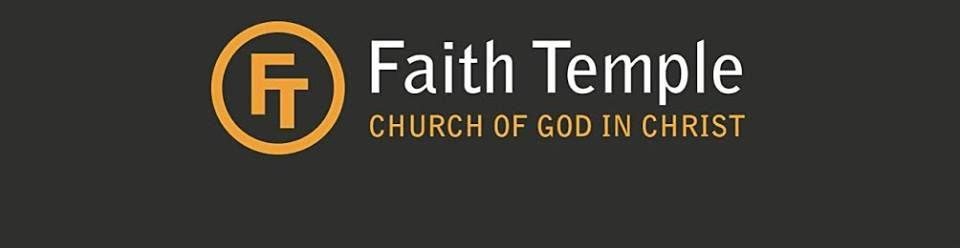 FT
Faith Temple
CHURCH OF GOD IN CHRIST